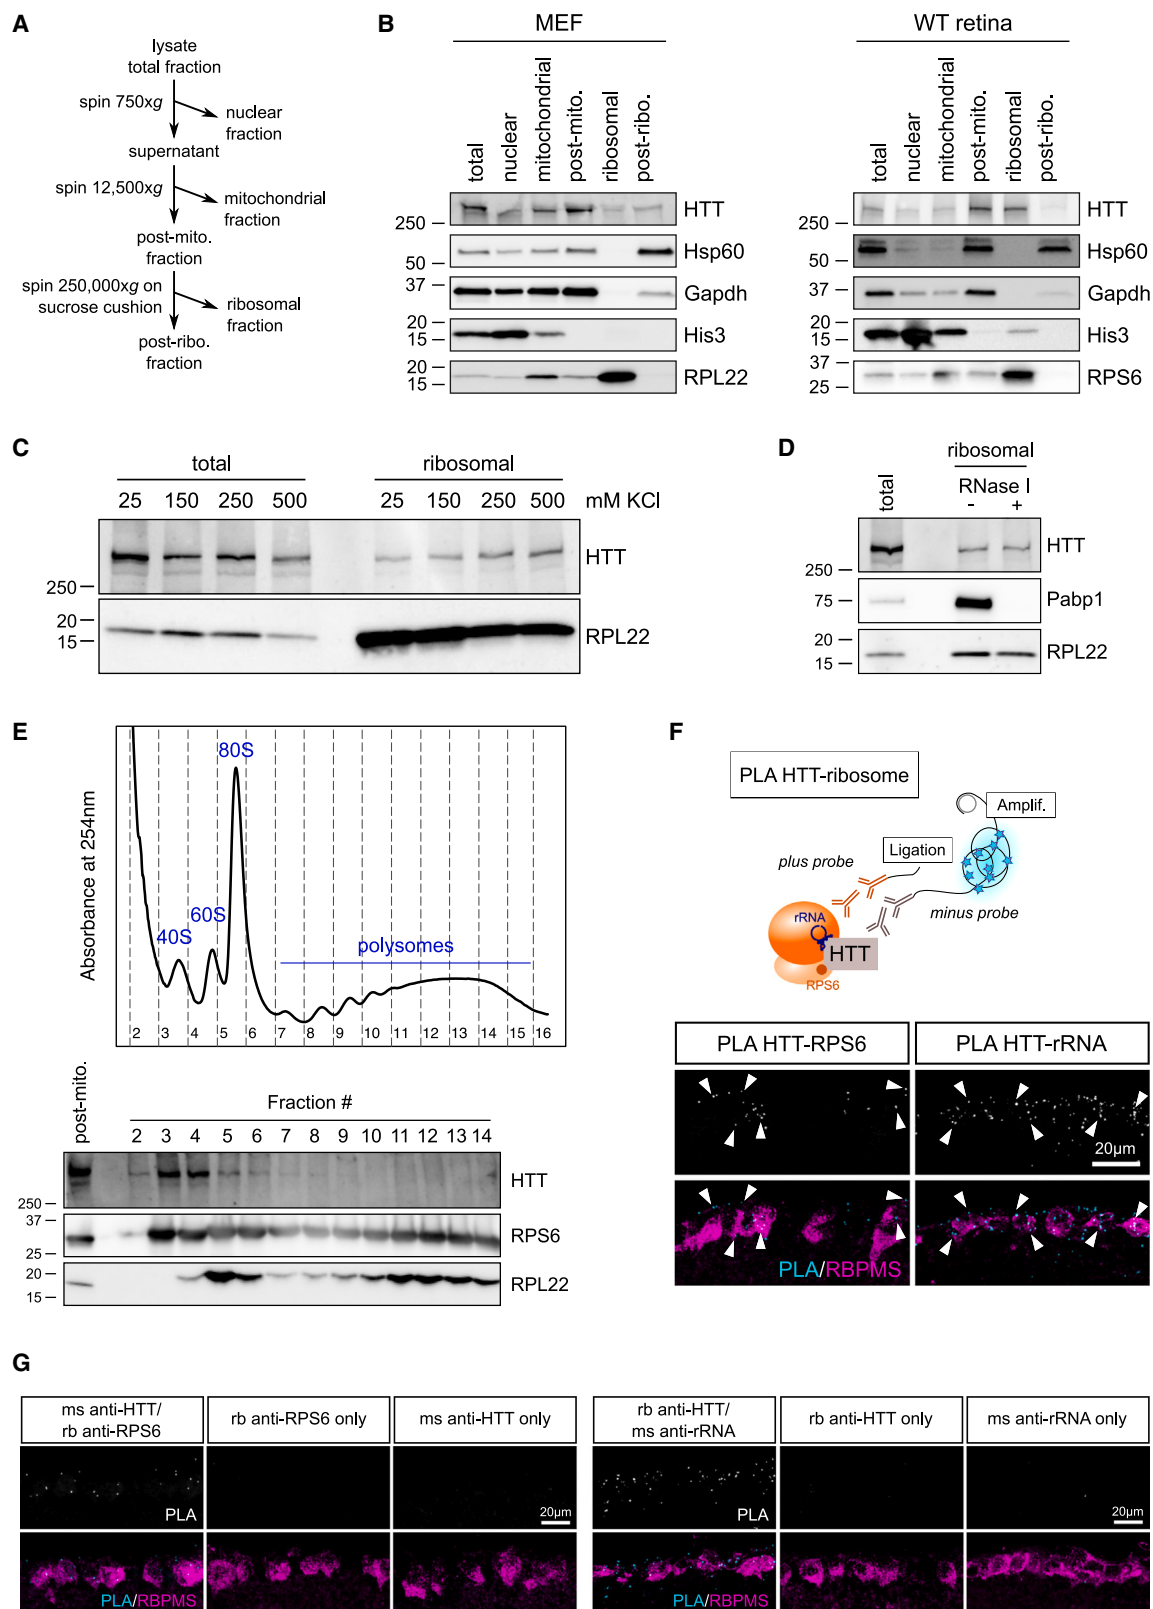 A
lysate
total fraction
spin 750xg
nuclear
fraction
supernatant
spin 12,500xg
mitochondrial
fraction
post-mito.
fraction
spin 250,000xg on
sucrose cushion
ribosomal
fraction
post-ribo.
fraction
B
MEF
total
nuclear
mitochondrial
post-mito.
ribosomal
post-ribo.
250
HTT
50
Hsp60
37
Gapdh
20
15
His3
20
15
RPL22
WT retina
total
nuclear
mitochondrial
post-mito.
ribosomal
post-ribo.
250
HTT
50
Hsp60
37
Gapdh
20
15
His3
37
25
RPS6
C
total
ribosomal
25 150 250 500
25 150 250 500
mM KCl
250
HTT
20
15
RPL22
D
ribosomal
total
RNase I
- +
250
HTT
75
Pabp1
20
15
RPL22
E
Absorbance at 254nm
40S
60S
80S
polysomes
2 3 4 5 6 7 8 9 10 11 12 13 14 15 16
post-mito.
Fraction #
2 3 4 5 6 7 8 9 10 11 12 13 14
250
HTT
37
25
RPS6
20
15
RPL22
F
PLA HTT-ribosome
Amplif.
Ligation
plus probe
minus probe
rRNA
HTT
RPS6
PLA HTT-RPS6
PLA HTT-rRNA
20µm
PLA/RBPMS
G
ms anti-HTT/
rb anti-RPS6
rb anti-RPS6 only
ms anti-HTT only
PLA
20µm
PLA/RBPMS
rb anti-HTT/
ms anti-rRNA
rb anti-HTT only
ms anti-rRNA only
PLA
20µm
PLA/RBPMS